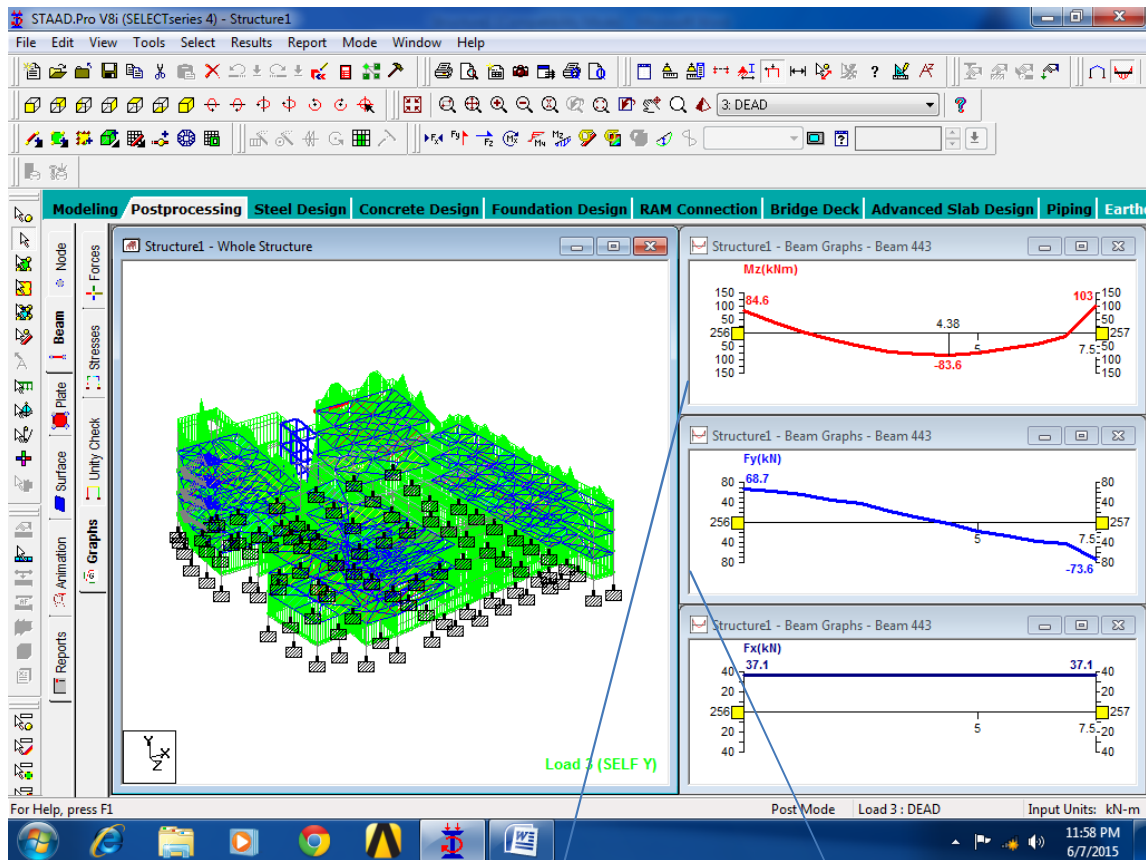 STAAD.Pro V8i (SELECTseries 4) - Structure1
File Edit View Tools Select Results Report Mode Window Help
3: DEAD
Modeling Postprocessing Steel Design Concrete Design Foundation Design RAM Connection Bridge Deck Advanced Slab Design Piping Earthq
Node
Beam
Plate
Surface
Animation
Reports
Forces
Stresses
Unity Check
Graphs
Structure1 - Whole Structure
Y
X
Z
Load 3 (SELF Y)
Structure1 - Beam Graphs - Beam 443
Mz(kNm)
150 84.6 103 150
100 100
50 4.38 50
256 257
50 5 7.5 50
100 -83.6 100
150 150
Structure1 - Beam Graphs - Beam 443
Fy(kN)
80 68.7 80
40 40
256 257
40 5 7.5 40
80 -73.6 80
Structure1 - Beam Graphs - Beam 443
Fx(kN)
40 37.1 37.1 40
20 20
256 257
20 5 7.5 20
40 40
For Help, press F1 Post Mode Load 3 : DEAD Input Units: kN-m
11:58 PM
6/7/2015